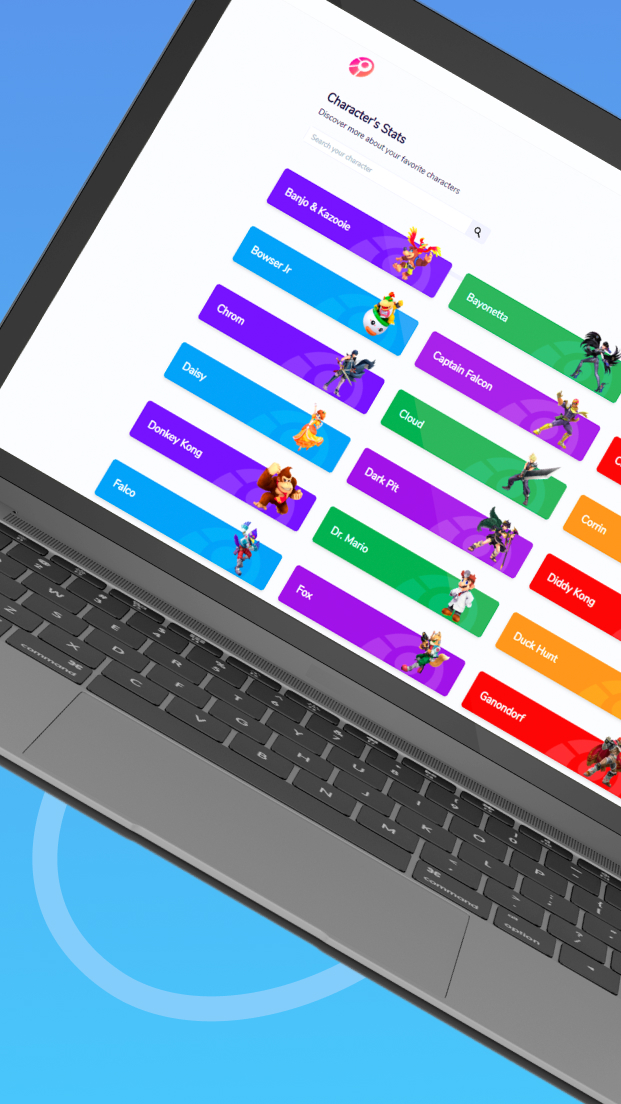 Character's Stats
Discover more about your favorite characters
Search your character
Banjo & Kazooie
Bayonetta
Bowser Jr
Captain Falcon
Chrom
Cloud
Corrin
Daisy
Dark Pit
Diddy Kong
Donkey Kong
Dr. Mario
Duck Hunt
Falco
Fox
Ganondorf
W E R T Y U I O P
S D F G H J K L
Z X C V B N M
command
command
option